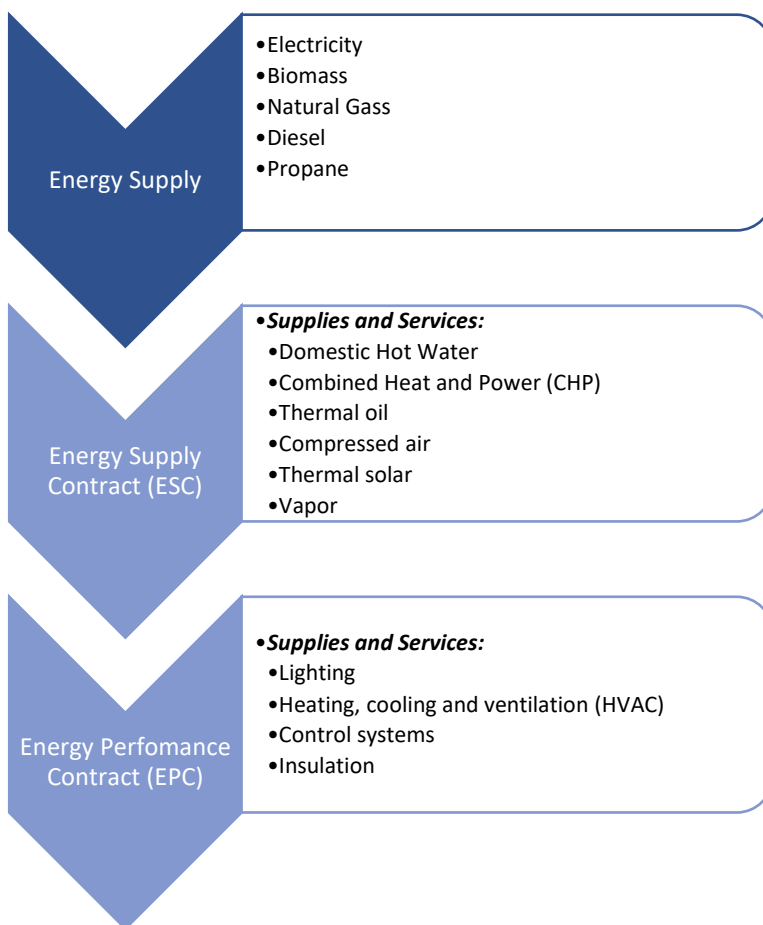 Energy Supply
•Electricity
•Biomass
•Natural Gass
•Diesel
•Propane
Energy Supply
Contract (ESC)
•Supplies and Services:
•Domestic Hot Water
•Combined Heat and Power (CHP)
•Thermal oil
•Compressed air
•Thermal solar
•Vapor
Energy Perfomance
Contract (EPC)
•Supplies and Services:
•Lighting
•Heating, cooling and ventilation (HVAC)
•Control systems
•Insulation